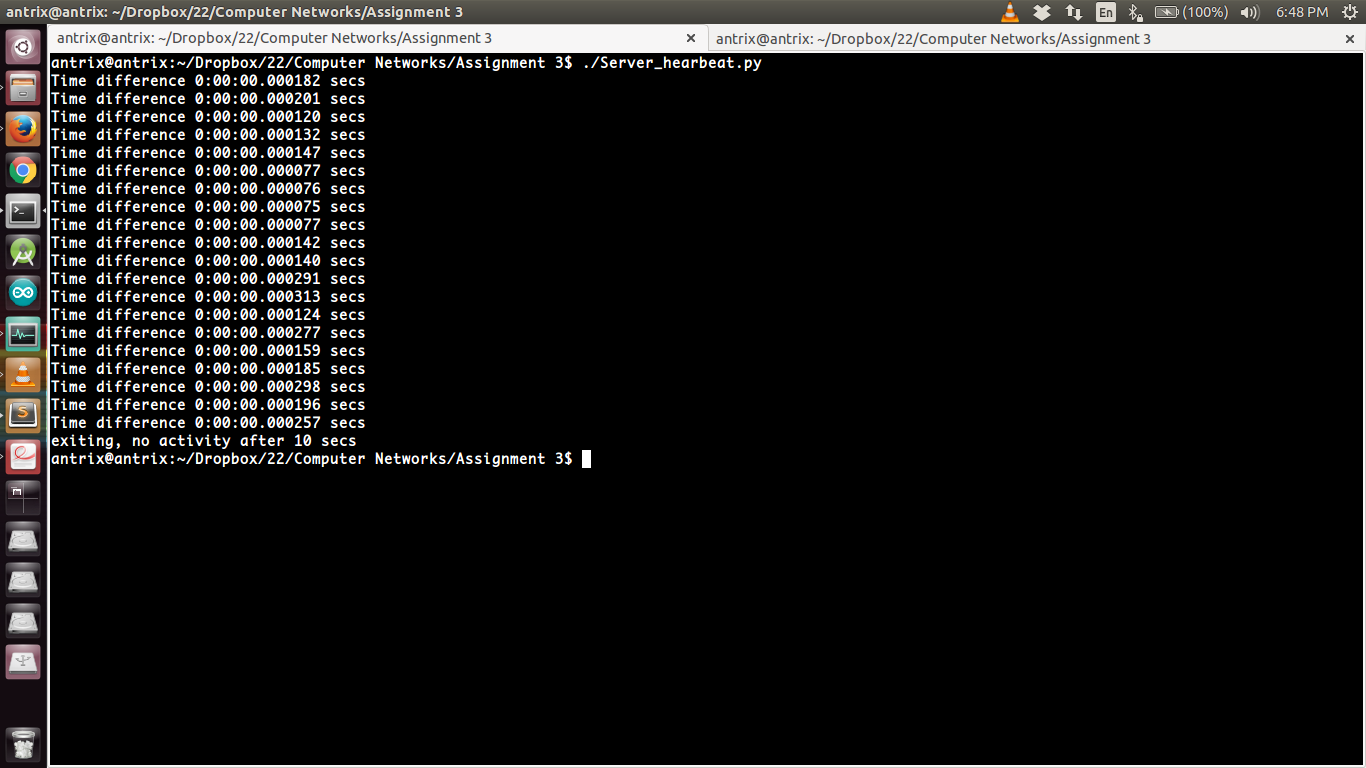 antrix@antrix: ~/Dropbox/22/Computer Networks/Assignment 3
En
(100%)
6:48 PM
antrix@antrix: ~/Dropbox/22/Computer Networks/Assignment 3
antrix@antrix: ~/Dropbox/22/Computer Networks/Assignment 3
antrix@antrix:~/Dropbox/22/Computer Networks/Assignment 3$ ./Server_hearbeat.py
Time difference 0:00:00.000182 secs
Time difference 0:00:00.000201 secs
Time difference 0:00:00.000120 secs
Time difference 0:00:00.000132 secs
Time difference 0:00:00.000147 secs
Time difference 0:00:00.000077 secs
Time difference 0:00:00.000076 secs
Time difference 0:00:00.000075 secs
Time difference 0:00:00.000077 secs
Time difference 0:00:00.000142 secs
Time difference 0:00:00.000140 secs
Time difference 0:00:00.000291 secs
Time difference 0:00:00.000313 secs
Time difference 0:00:00.000124 secs
Time difference 0:00:00.000277 secs
Time difference 0:00:00.000159 secs
Time difference 0:00:00.000185 secs
Time difference 0:00:00.000298 secs
Time difference 0:00:00.000196 secs
Time difference 0:00:00.000257 secs
exiting, no activity after 10 secs
antrix@antrix:~/Dropbox/22/Computer Networks/Assignment 3$